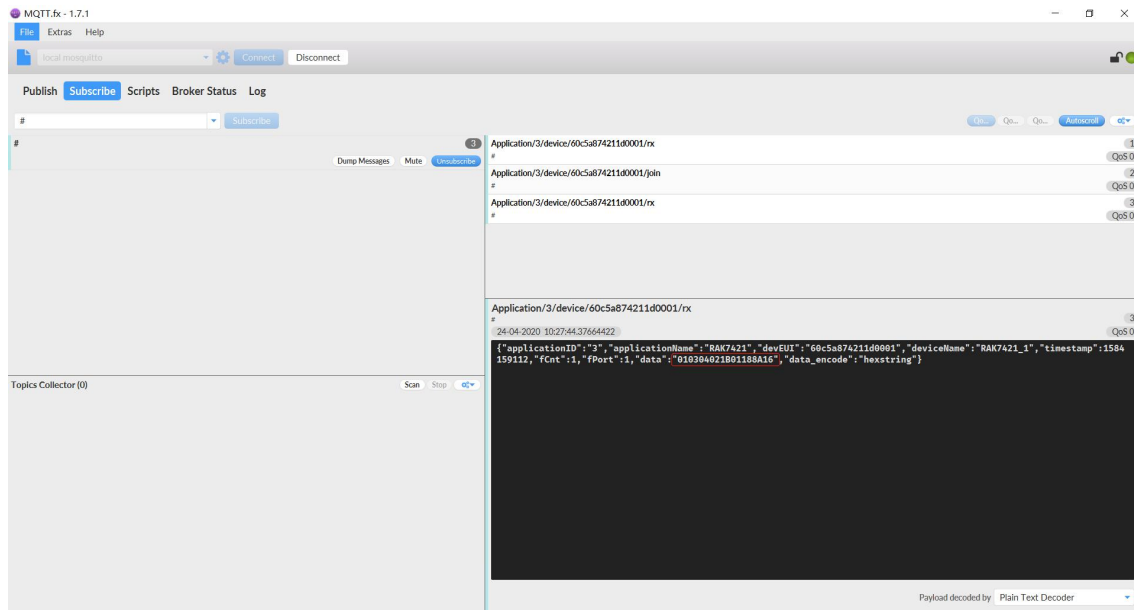 MQTT.fx - 1.7.1
File Extras Help
local mosquitto Connect Disconnect
Publish Subscribe Scripts Broker Status Log
# Subscribe Qo... Qo... Qo... Autoscroll
# 3
Dump Messages Mute Unsubscribe
Application/3/device/60c5a874211d0001/rx 1
# QoS 0
Application/3/device/60c5a874211d0001/join 2
# QoS 0
Application/3/device/60c5a874211d0001/rx 3
# QoS 0
Application/3/device/60c5a874211d0001/rx
# 3
24-04-2020 10:27:44.37664422 QoS 0
{"applicationID":"3","applicationName":"RAK7421","devEUI":"60c5a874211d0001","deviceName":"RAK7421_1","timestamp":1584
159112,"fCnt":1,"fPort":1,"data":"010304021B01188A16","data_encode":"hexstring"}
Topics Collector (0) Scan Stop
Payload decoded by Plain Text Decoder